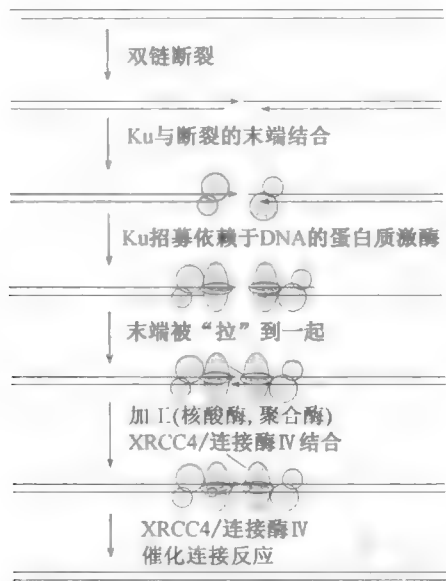 双链断裂
Ku与断裂的末端结合
Ku招募依赖于DNA的蛋白质激酶
末端被“拉”到一起
加工(核酸酶,聚合酶)
XRCC4/连接酶Ⅳ结合
XRCC4/连接酶Ⅳ
催化连接反应